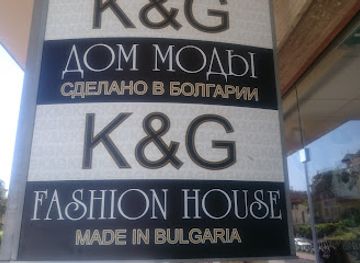 K&G
ДОМ МОДЫ
СДЕЛАНО В БОЛГАРИИ
K&G
FASHION HOUSE
MADE IN BULGARIA